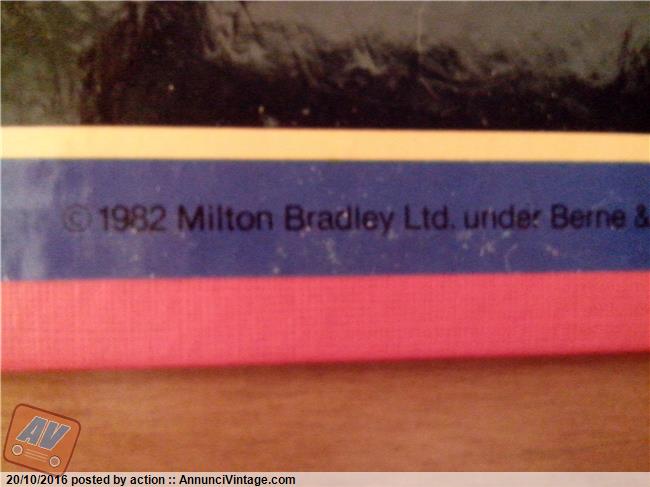 © 1982 Milton Bradley Ltd. under Berne &
AV
20/10/2016 posted by action :: AnnunciVintage.com